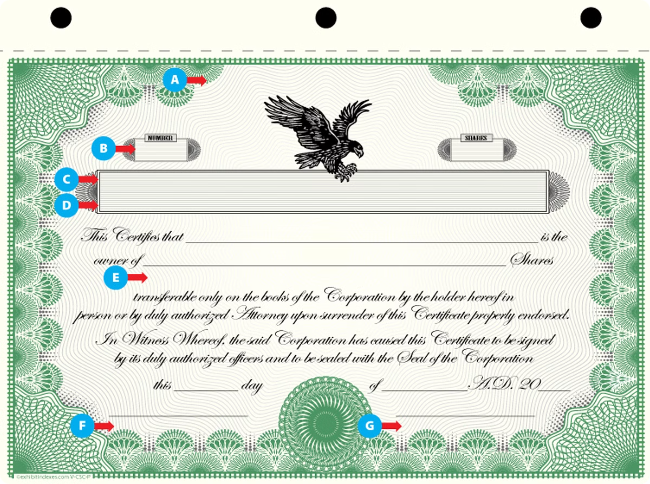 A
NUMBER
SHARES
B
C
D
This Certifies that is the
owner of Shares
E
transferable only on the books of the Corporation by the holder hereof in
person or by duly authorized Attorney upon surrender of this Certificate properly endorsed.
In Witness Whereof, the said Corporation has caused this Certificate to be signed
by its duly authorized officers and to be sealed with the Seal of the Corporation
this day of A.D. 20
F
G